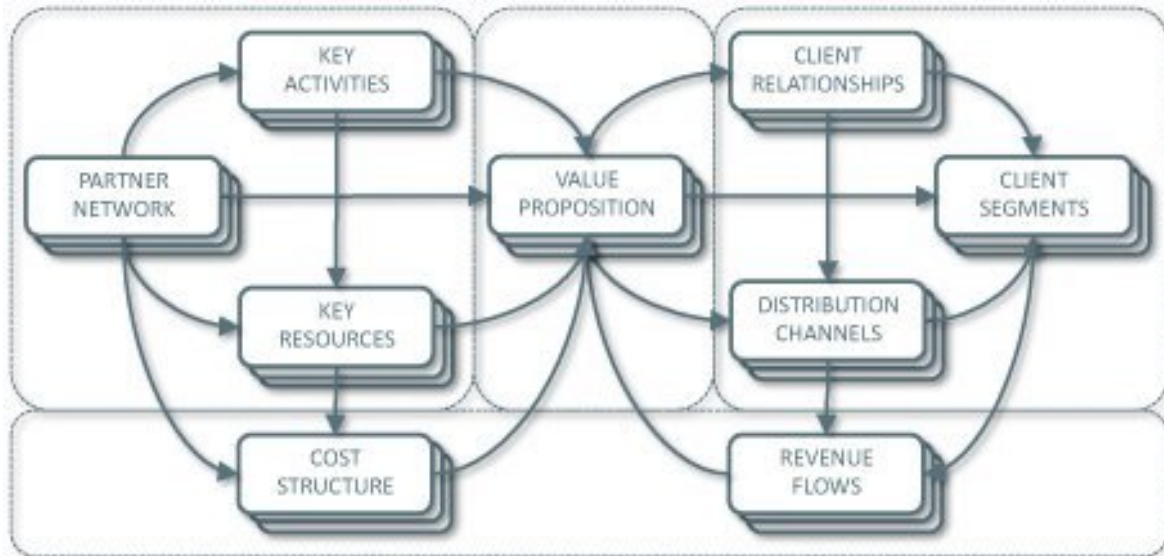 KEY
ACTIVITIES
CLIENT
RELATIONSHIPS
PARTNER
NETWORK
VALUE
PROPOSITION
CLIENT
SEGMENTS
KEY
RESOURCES
DISTRIBUTION
CHANNELS
COST
STRUCTURE
REVENUE
FLOWS